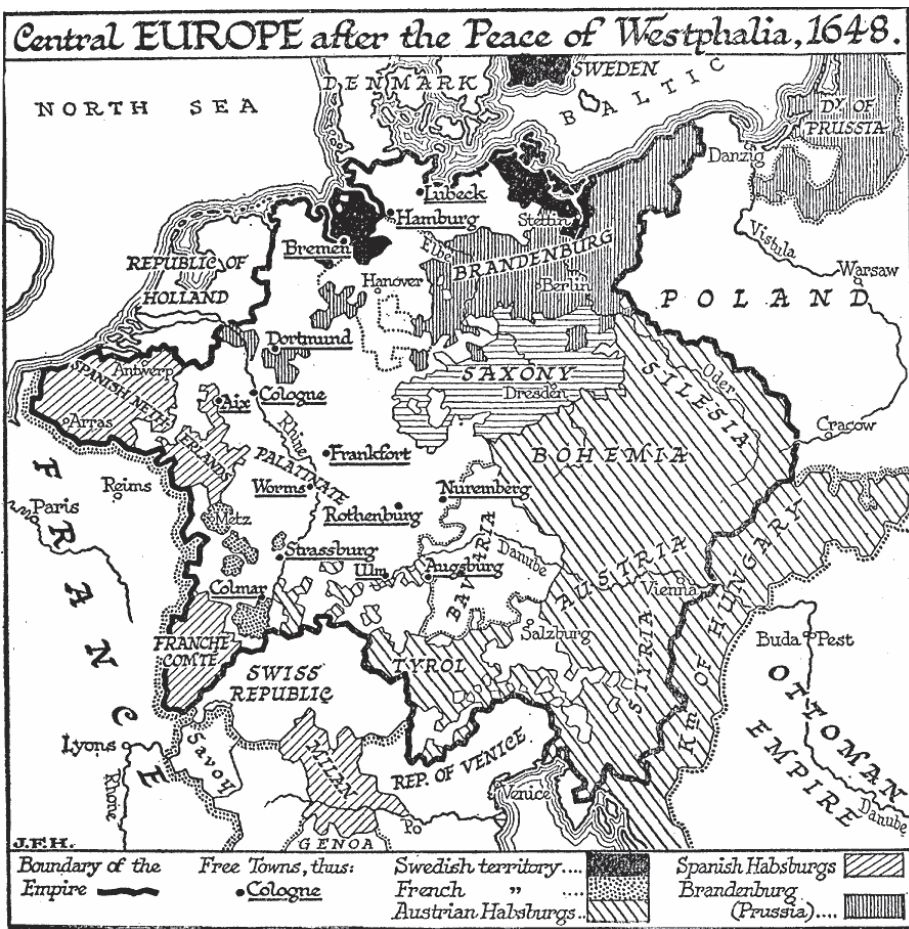 Central EUROPE after the Peace of Westphalia, 1648.
SWEDEN
DENMARK
BALTIC
NORTH SEA
DY OF
PRUSSIA
Danzig
Lübeck
Hamburg
Stettin
Bremen
Elbe
BRANDENBURG
Vistula
REPUBLIC OF
HOLLAND
Hanover
Berlin
Warsaw
POLAND
Dortmund
SPANISH NETH
ERLANDS
Antwerp
SAXONY
SILESIA
Oder
Aix
Cologne
Dresden
Arras
Rhine
Cracow
Frankfort
BOHEMIA
FRANCE
PALATINATE
Reims
Worms
Nuremberg
Paris
Metz
Rothenburg
Strassburg
BAVARIA
Danube
AUSTRIA
Ulm
Augsburg
Vienna
Km OF HUNGARY
Colmar
Salzburg
Buda
Pest
FRANCHE
COMTE
TYROL
STYRIA
SWISS
REPUBLIC
OTTOMAN
EMPIRE
Lyons
Savoy
MILAN
REP. OF VENICE
Venice
Rhone
Po
Danube
GENOA
J.F.H.
Boundary of the
Empire
Free Towns, thus:
Cologne
Swedish territory....
French " ....
Austrian Habsburgs..
Spanish Habsburgs
Brandenburg
(Prussia)....